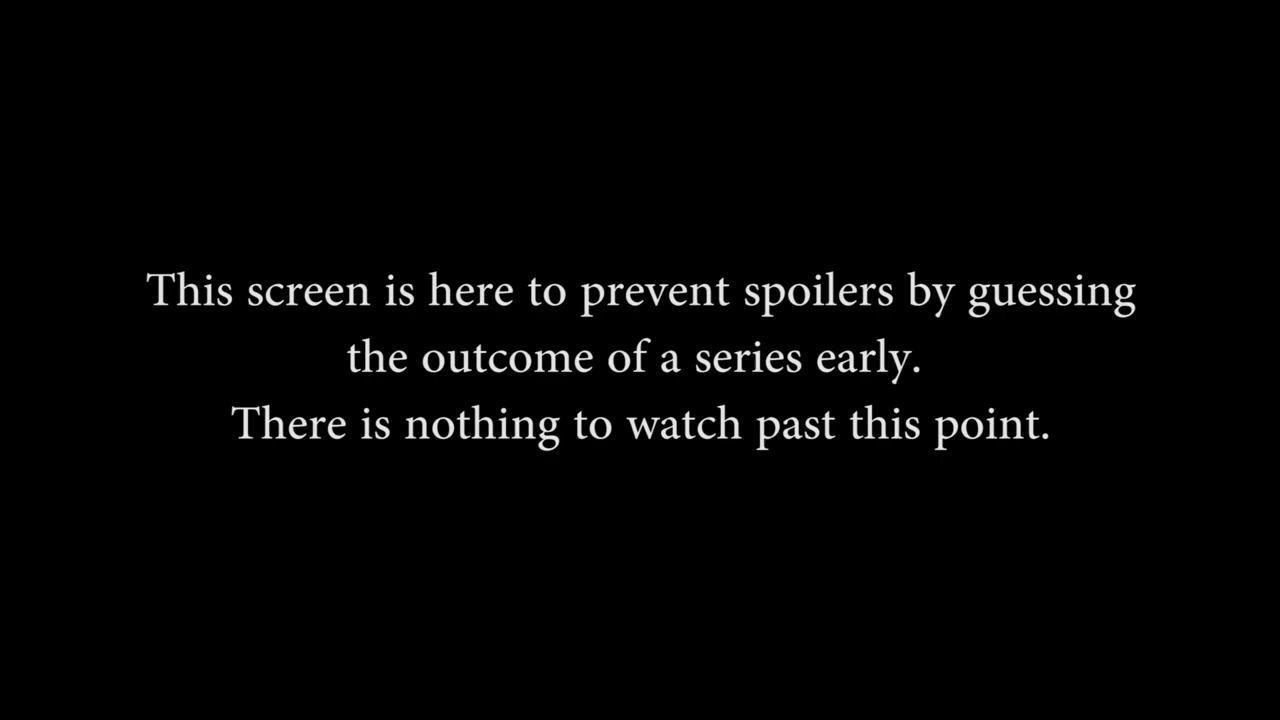 This screen is here to prevent spoilers by guessing
the outcome of a series early.
There is nothing to watch past this point.